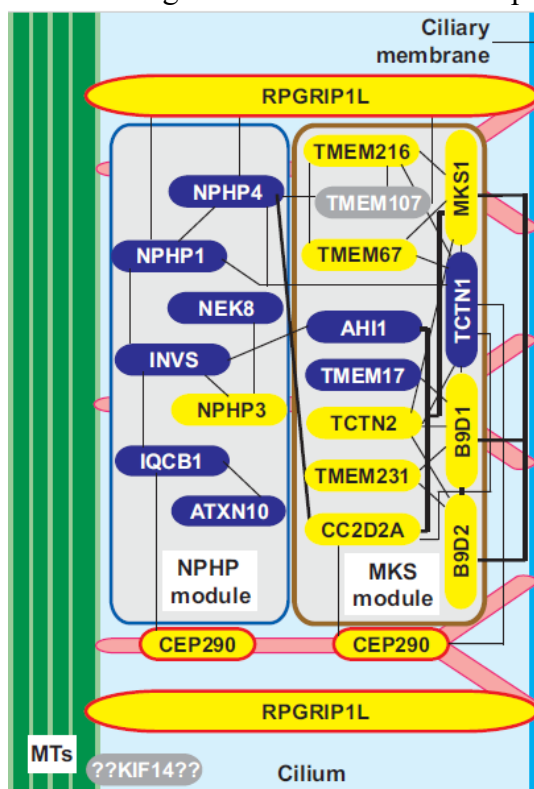 Ciliary
membrane
RPGRIP1L
TMEM216
MKS1
NPHP4
TMEM107
NPHP1
TMEM67
TCTN1
NEK8
AHI1
INVS
TMEM17
NPHP3
TCTN2
B9D1
IQCB1
TMEM231
ATXN10
CC2D2A
B9D2
NPHP
module
MKS
module
CEP290
CEP290
RPGRIP1L
MTs
??KIF14??
Cilium